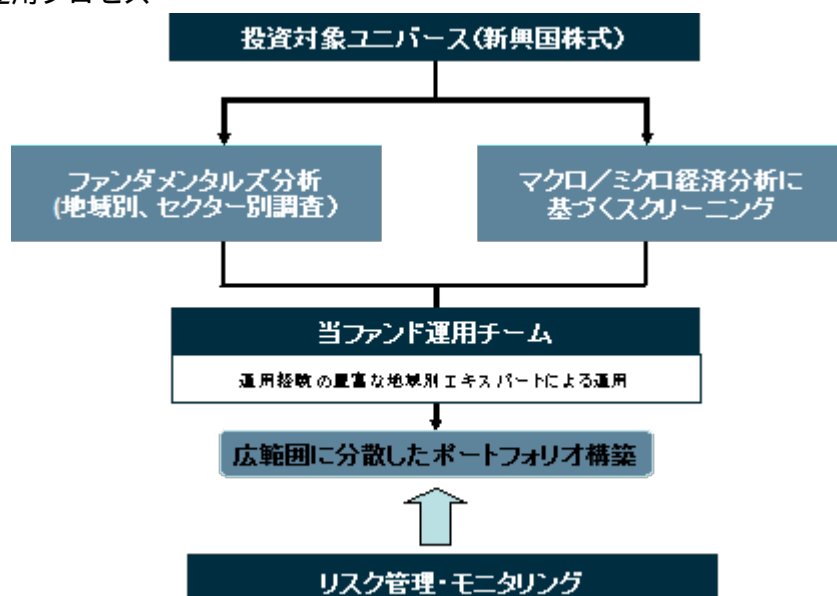 運用プロセス
投資対象ユニバース(新興国株式)
ファンダメンタルズ分析
(地域別、セクター別調査)
マクロ/ミクロ経済分析に
基づくスクリーニング
当ファンド運用チーム
運用経験の豊富な地域別エキスパートによる運用
広範囲に分散したポートフォリオ構築
リスク管理・モニタリング